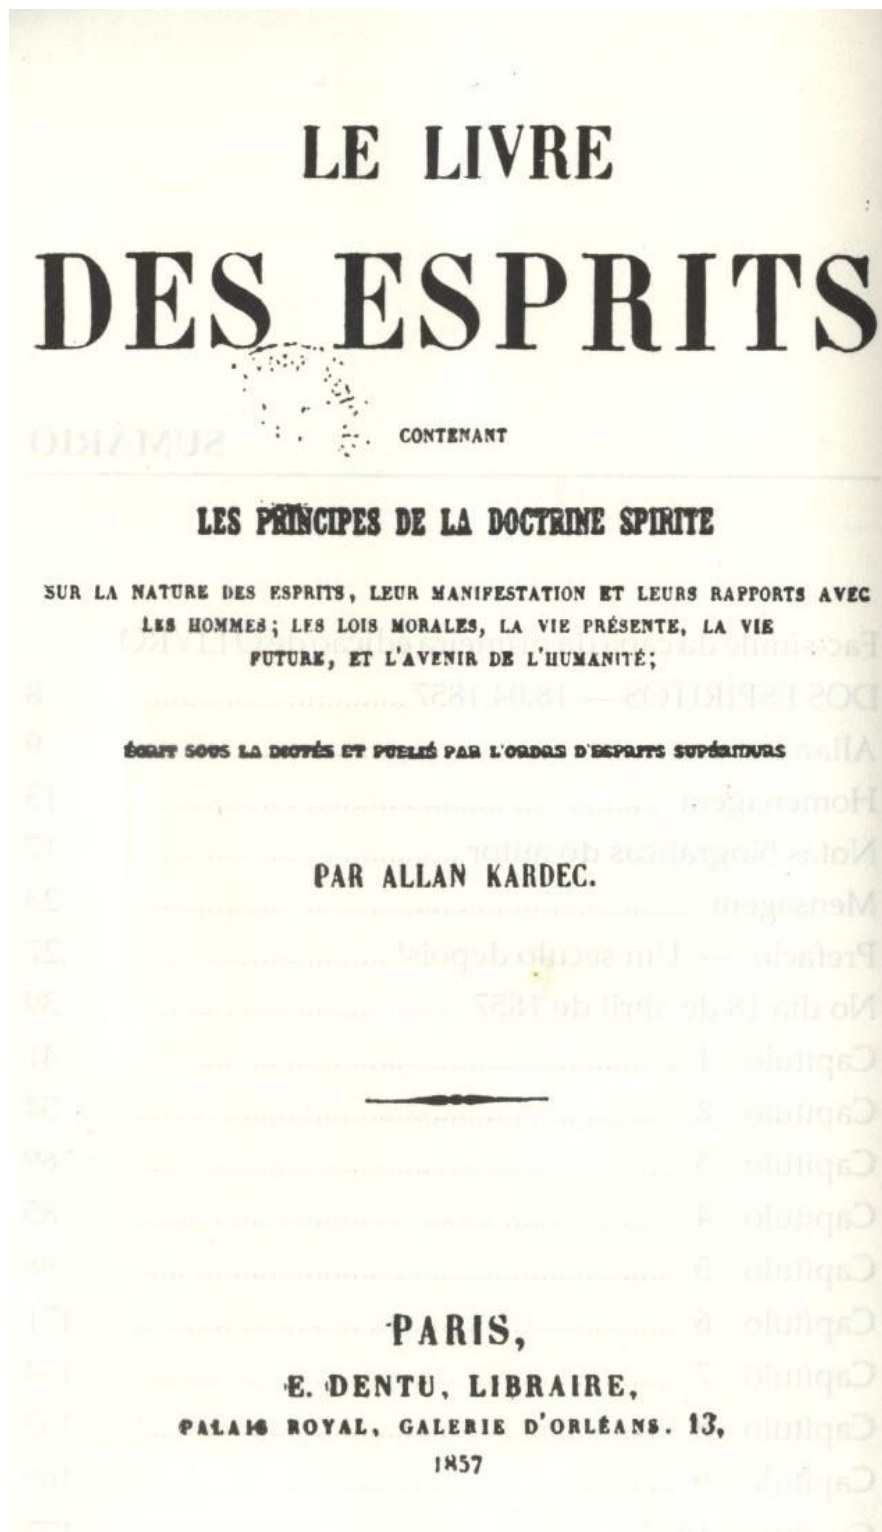 LE LIVRE
DES ESPRITS
CONTENANT
LES PRINCIPES DE LA DOCTRINE SPIRITE
SUR LA NATURE DES ESPRITS, LEUR MANIFESTATION ET LEURS RAPPORTS AVEC
LES HOMMES; LES LOIS MORALES, LA VIE PRÉSENTE, LA VIE
FUTURE, ET L'AVENIR DE L'HUMANITÉ;
ÉCRIT SOUS LA DICTÉE ET PUBLIÉ PAR L'ORDRE D'ESPRITS SUPÉRIEURS
PAR ALLAN KARDEC.
PARIS,
E. DENTU, LIBRAIRE,
PALAIS ROYAL, GALERIE D'ORLÉANS. 13,
1857